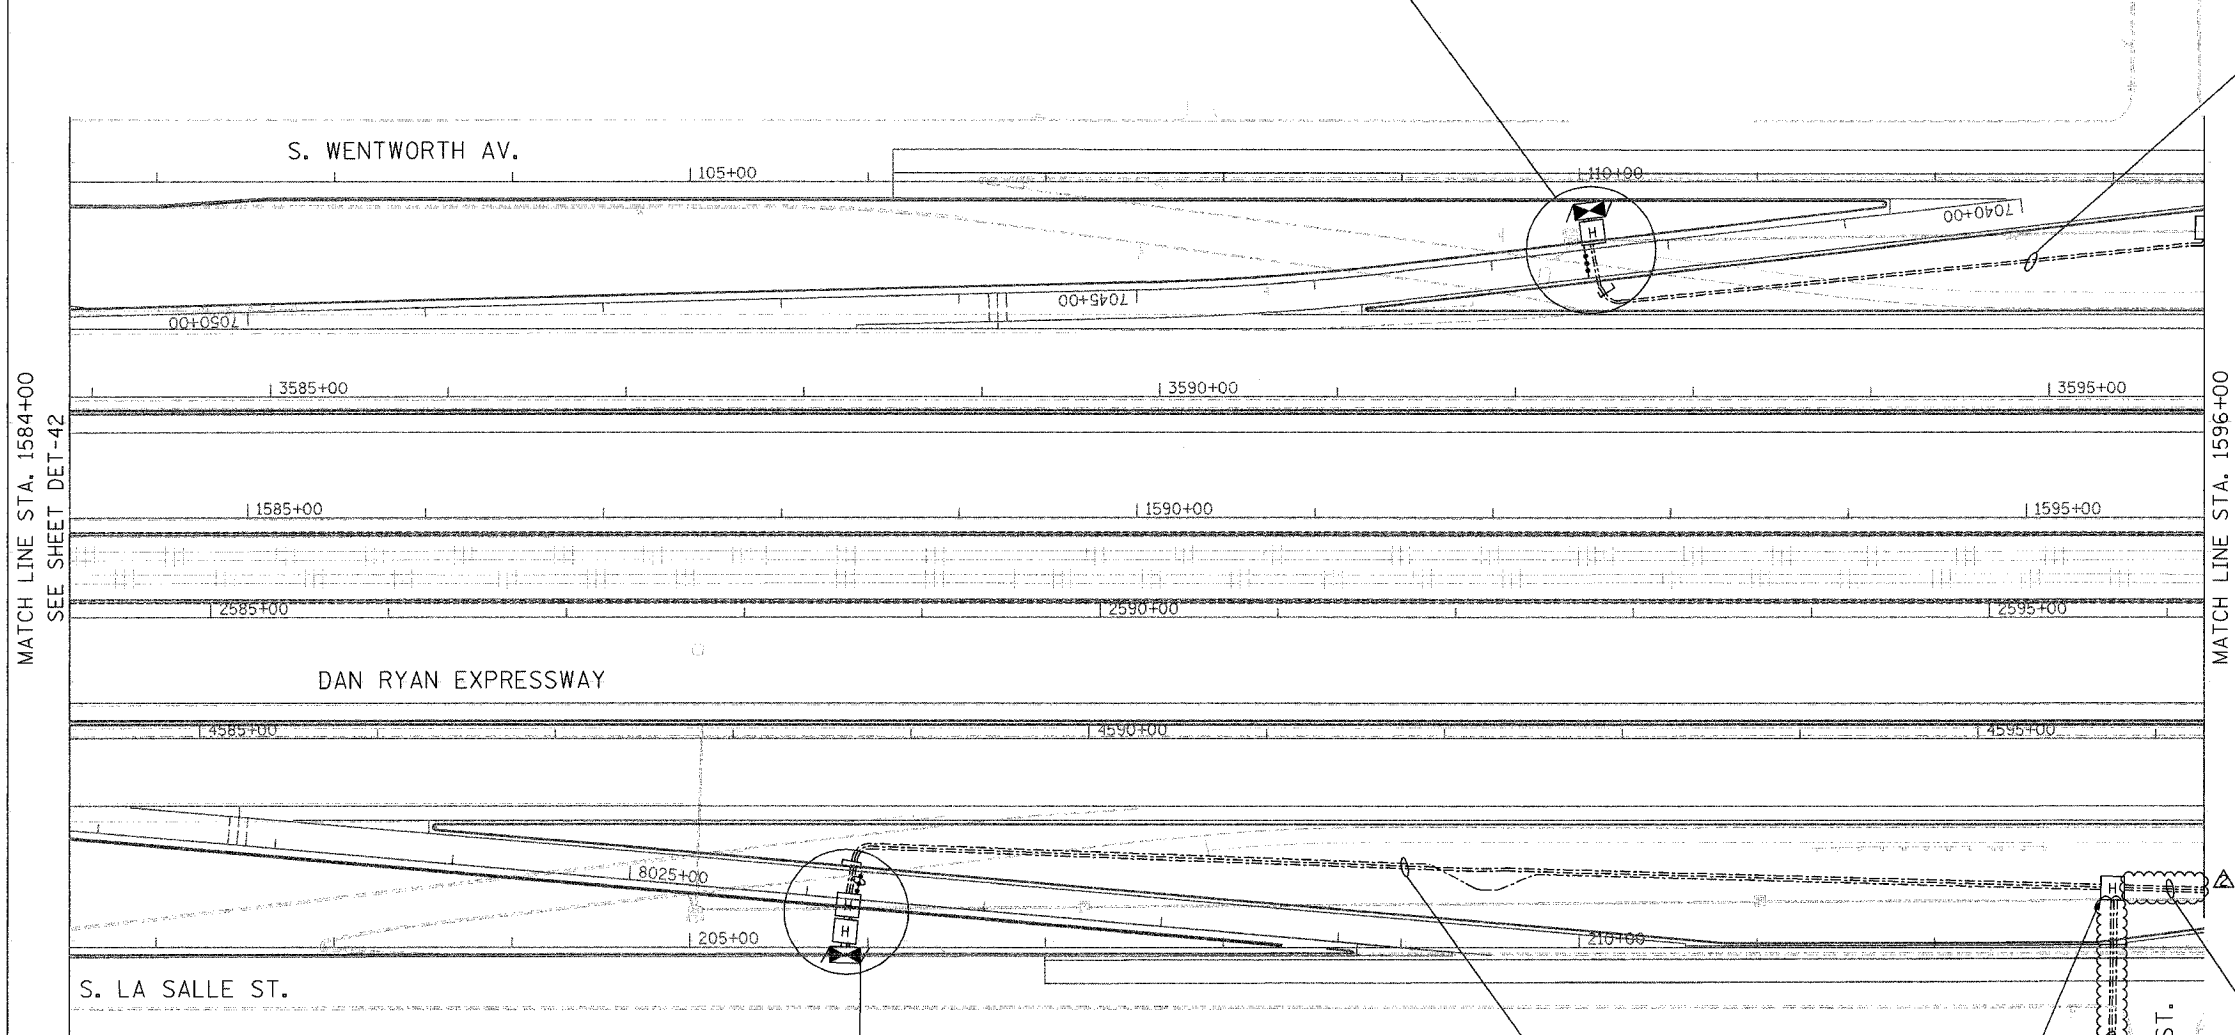 S. WENTWORTH AV.
105+00
110+00
7040+00
7045+00
7050+00
MATCH LINE STA. 1584+00
SEE SHEET DET-42
3585+00
3590+00
3595+00
MATCH LINE STA. 1596+00
1585+00
1590+00
1595+00
2585+00
2590+00
2595+00
DAN RYAN EXPRESSWAY
4585+00
4590+00
4595+00
8025+00
205+00
210+00
S. LA SALLE ST.
H
H
H
H
2
ST.